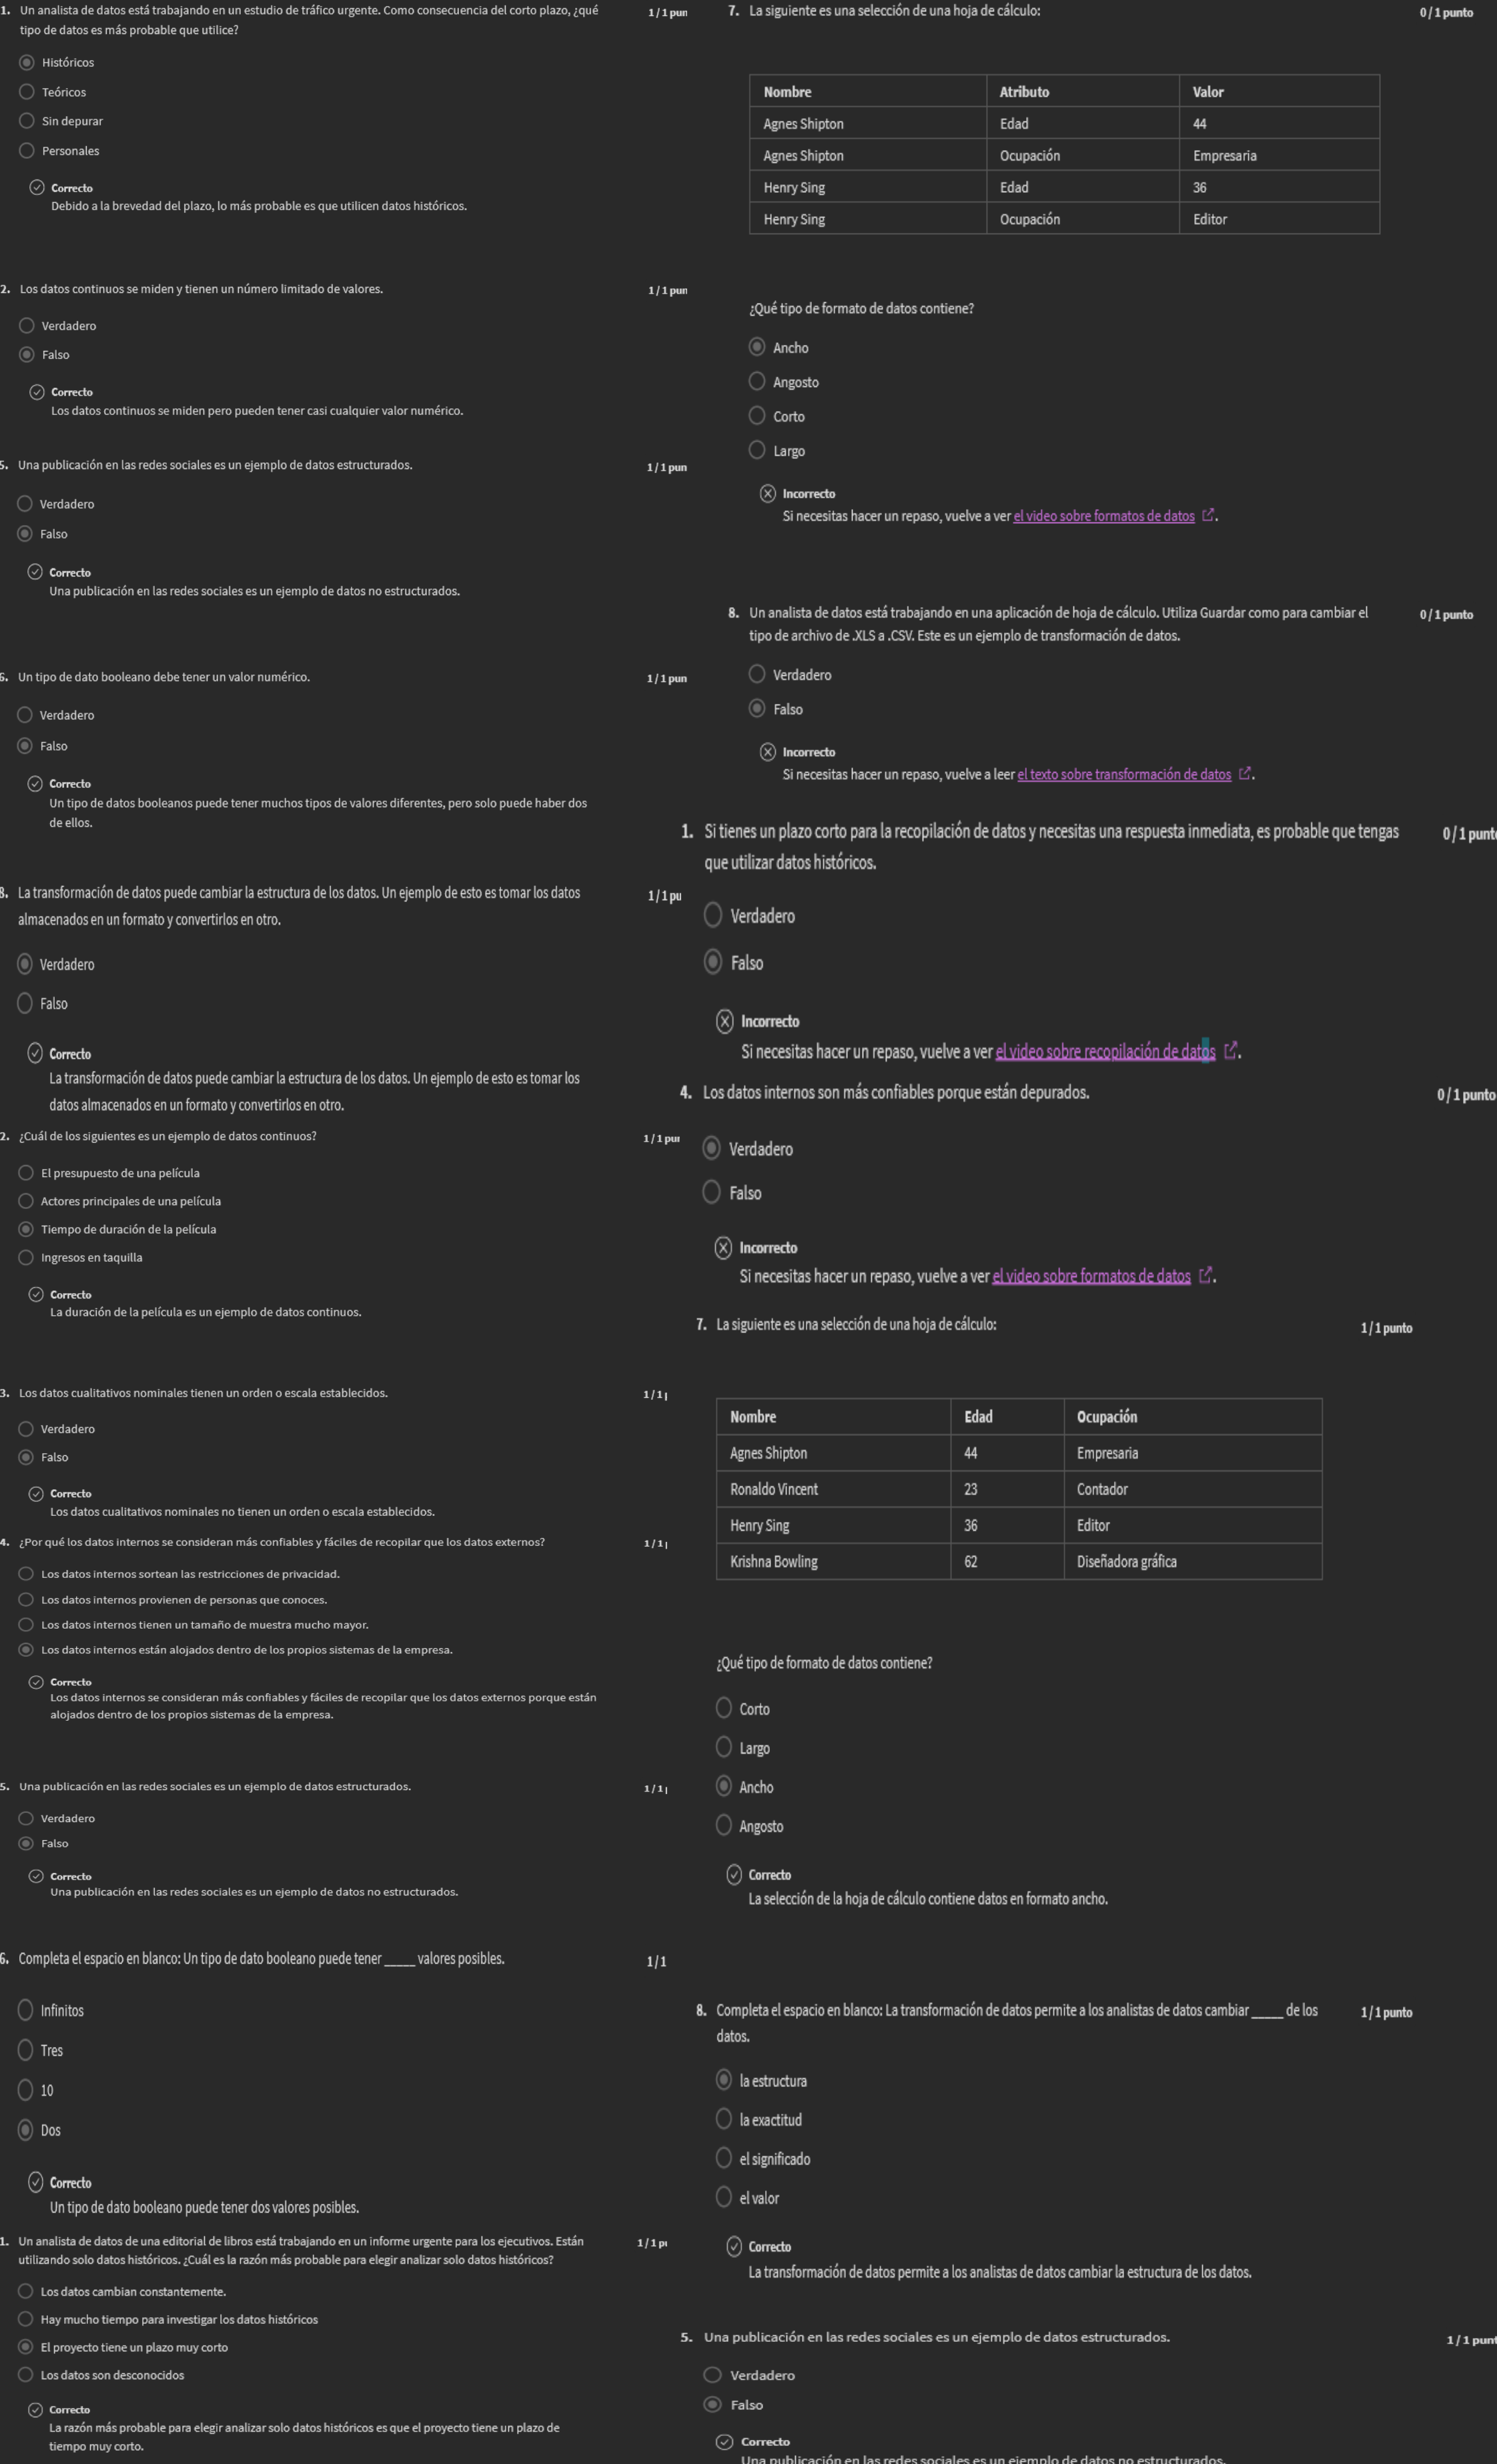 1. Un analista de datos está trabajando en un estudio de tráfico urgente. Como consecuencia del corto plazo, ¿qué
tipo de datos es más probable que utilice?
1 / 1 pun
Históricos
Teóricos
Sin depurar
Personales
Correcto
Debido a la brevedad del plazo, lo más probable es que utilicen datos históricos.
2. Los datos continuos se miden y tienen un número limitado de valores.
1 / 1 pun
Verdadero
Falso
Correcto
Los datos continuos se miden pero pueden tener casi cualquier valor numérico.
5. Una publicación en las redes sociales es un ejemplo de datos estructurados.
1 / 1 pun
Verdadero
Falso
Correcto
Una publicación en las redes sociales es un ejemplo de datos no estructurados.
6. Un tipo de dato booleano debe tener un valor numérico.
1 / 1 pun
Verdadero
Falso
Correcto
Un tipo de datos booleanos puede tener muchos tipos de valores diferentes, pero solo puede haber dos
de ellos.
8. La transformación de datos puede cambiar la estructura de los datos. Un ejemplo de esto es tomar los datos
almacenados en un formato y convertirlos en otro.
1 / 1 pu
Verdadero
Falso
Correcto
La transformación de datos puede cambiar la estructura de los datos. Un ejemplo de esto es tomar los
datos almacenados en un formato y convertirlos en otro.
2. ¿Cuál de los siguientes es un ejemplo de datos continuos?
1 / 1 pur
El presupuesto de una película
Actores principales de una película
Tiempo de duración de la película
Ingresos en taquilla
Correcto
La duración de la película es un ejemplo de datos continuos.
3. Los datos cualitativos nominales tienen un orden o escala establecidos.
1 / 1
Verdadero
Falso
Correcto
Los datos cualitativos nominales no tienen un orden o escala establecidos.
4. ¿Por qué los datos internos se consideran más confiables y fáciles de recopilar que los datos externos?
1 / 1
Los datos internos sortean las restricciones de privacidad.
Los datos internos provienen de personas que conoces.
Los datos internos tienen un tamaño de muestra mucho mayor.
Los datos internos están alojados dentro de los propios sistemas de la empresa.
Correcto
Los datos internos se consideran más confiables y fáciles de recopilar que los datos externos porque están
alojados dentro de los propios sistemas de la empresa.
5. Una publicación en las redes sociales es un ejemplo de datos estructurados.
1 / 1
Verdadero
Falso
Correcto
Una publicación en las redes sociales es un ejemplo de datos no estructurados.
6. Completa el espacio en blanco: Un tipo de dato booleano puede tener _____ valores posibles.
1 / 1
Infinitos
Tres
10
Dos
Correcto
Un tipo de dato booleano puede tener dos valores posibles.
1. Un analista de datos de una editorial de libros está trabajando en un informe urgente para los ejecutivos. Están
utilizando solo datos históricos. ¿Cuál es la razón más probable para elegir analizar solo datos históricos?
1 / 1 p
Los datos cambian constantemente.
Hay mucho tiempo para investigar los datos históricos
El proyecto tiene un plazo muy corto
Los datos son desconocidos
Correcto
La razón más probable para elegir analizar solo datos históricos es que el proyecto tiene un plazo de
tiempo muy corto.
7. La siguiente es una selección de una hoja de cálculo:
0 / 1 punto
Nombre Atributo Valor
Agnes Shipton Edad 44
Agnes Shipton Ocupación Empresaria
Henry Sing Edad 36
Henry Sing Ocupación Editor
¿Qué tipo de formato de datos contiene?
Ancho
Angosto
Corto
Largo
Incorrecto
Si necesitas hacer un repaso, vuelve a ver el video sobre formatos de datos.
8. Un analista de datos está trabajando en una aplicación de hoja de cálculo. Utiliza Guardar como para cambiar el
tipo de archivo de .XLS a .CSV. Este es un ejemplo de transformación de datos.
0 / 1 punto
Verdadero
Falso
Incorrecto
Si necesitas hacer un repaso, vuelve a leer el texto sobre transformación de datos.
1. Si tienes un plazo corto para la recopilación de datos y necesitas una respuesta inmediata, es probable que tengas
que utilizar datos históricos.
0 / 1 punto
Verdadero
Falso
Incorrecto
Si necesitas hacer un repaso, vuelve a ver el video sobre recopilación de datos.
4. Los datos internos son más confiables porque están depurados.
0 / 1 punto
Verdadero
Falso
Incorrecto
Si necesitas hacer un repaso, vuelve a ver el video sobre formatos de datos.
7. La siguiente es una selección de una hoja de cálculo:
1 / 1 punto
Nombre Edad Ocupación
Agnes Shipton 44 Empresaria
Ronaldo Vincent 23 Contador
Henry Sing 36 Editor
Krishna Bowling 62 Diseñadora gráfica
¿Qué tipo de formato de datos contiene?
Corto
Largo
Ancho
Angosto
Correcto
La selección de la hoja de cálculo contiene datos en formato ancho.
8. Completa el espacio en blanco: La transformación de datos permite a los analistas de datos cambiar _____ de los
datos.
1 / 1 punto
la estructura
la exactitud
el significado
el valor
Correcto
La transformación de datos permite a los analistas de datos cambiar la estructura de los datos.
5. Una publicación en las redes sociales es un ejemplo de datos estructurados.
1 / 1 punt
Verdadero
Falso
Correcto
Una publicación en las redes sociales es un ejemplo de datos no estructurados.